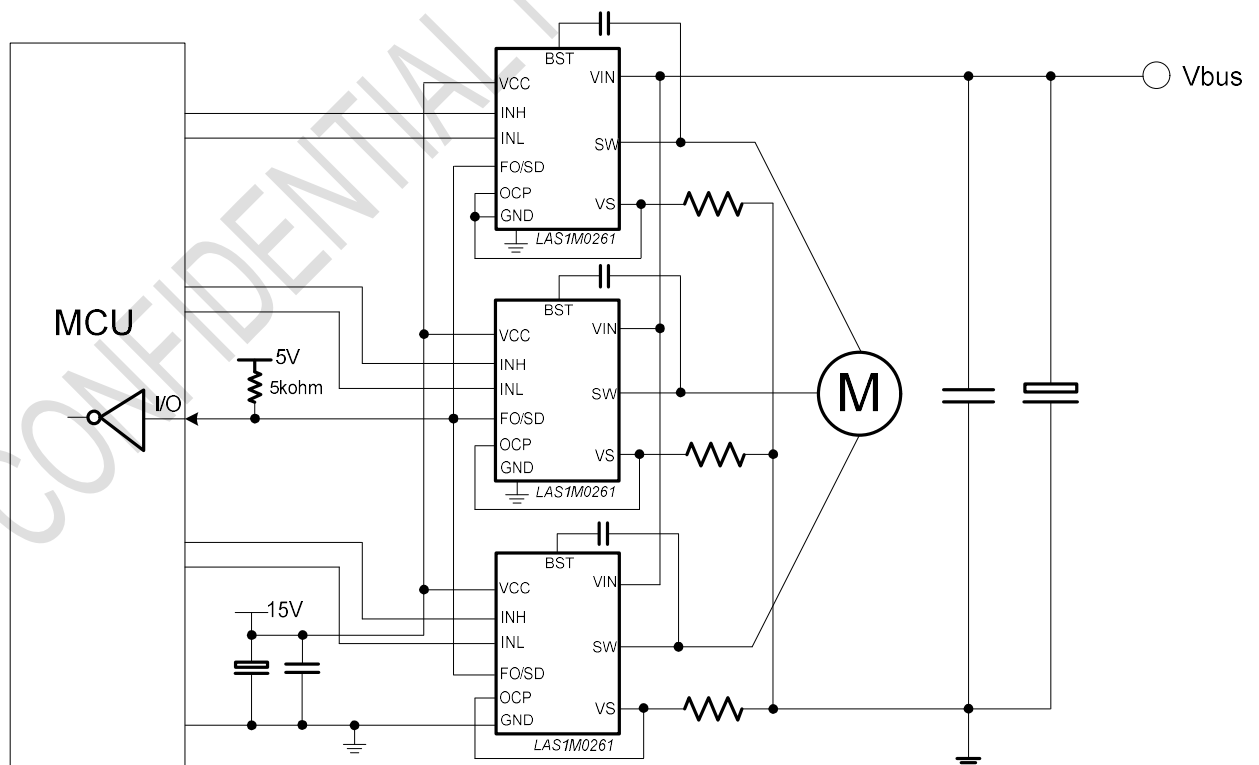 CONFIDENTIAL
MCU
I/O
5V
5kohm
15V
BST
VCC
INH
INL
FO/SD
OCP
GND
VIN
SW
VS
LAS1M0261
BST
VCC
INH
INL
FO/SD
OCP
GND
VIN
SW
VS
LAS1M0261
BST
VCC
INH
INL
FO/SD
OCP
GND
VIN
SW
VS
LAS1M0261
M
Vbus